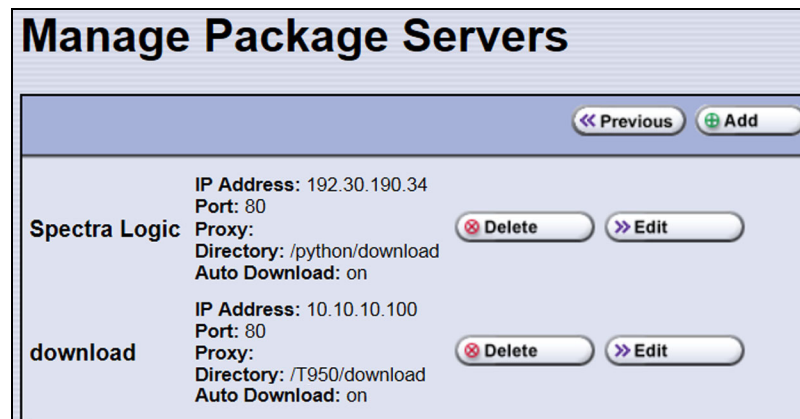 Manage Package Servers
Previous
Add
IP Address: 192.30.190.34
Port: 80
Spectra Logic
Proxy:
Delete
Edit
Directory: /python/download
Auto Download: on
IP Address: 10.10.10.100
Port: 80
download
Proxy:
Delete
Edit
Directory: /T950/download
Auto Download: on